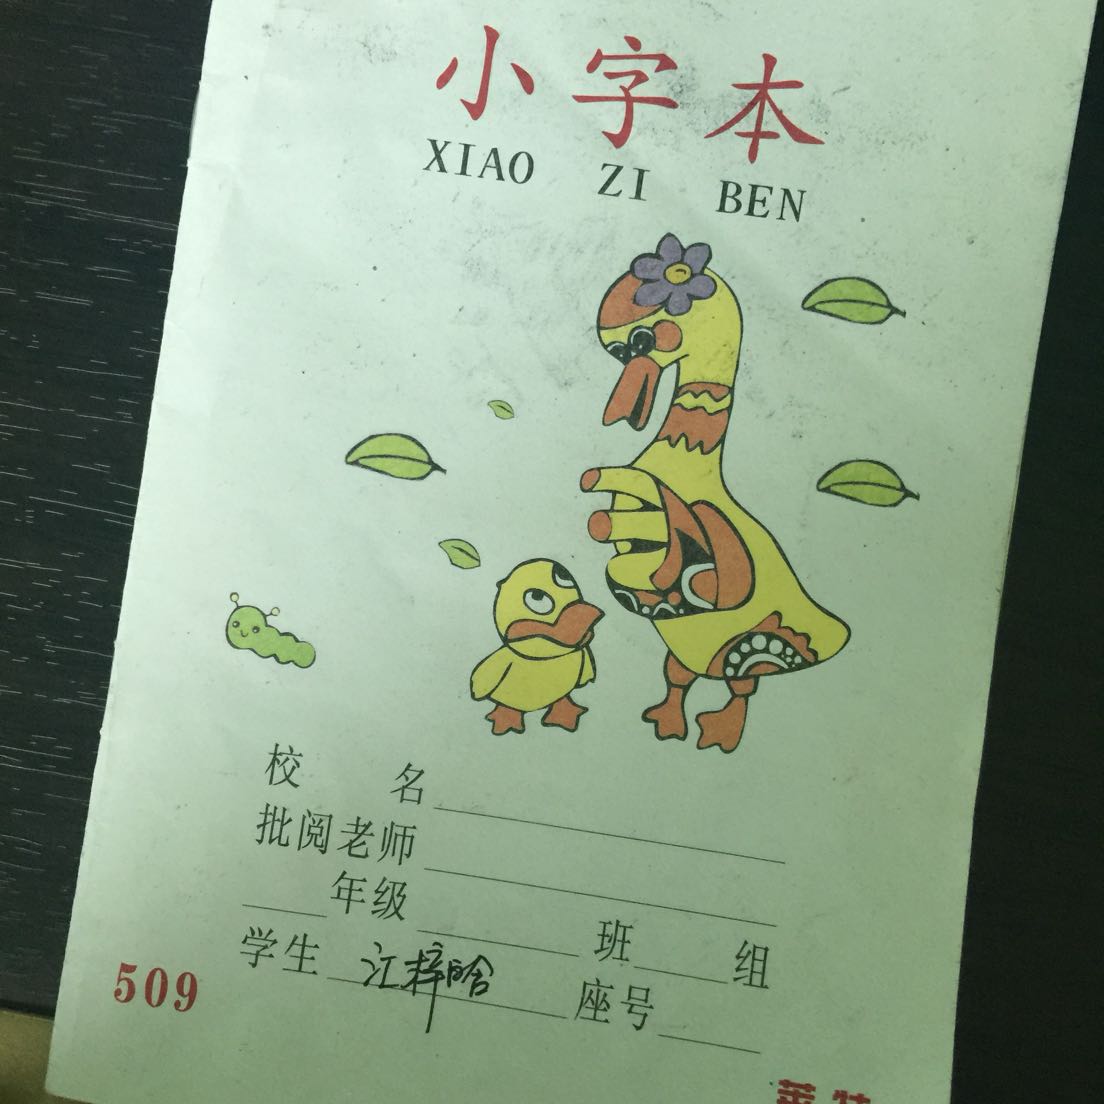 小字本
XIAO ZI BEN
校 名
批阅老师
年级 班 组
学生 江梓晗 座号
509